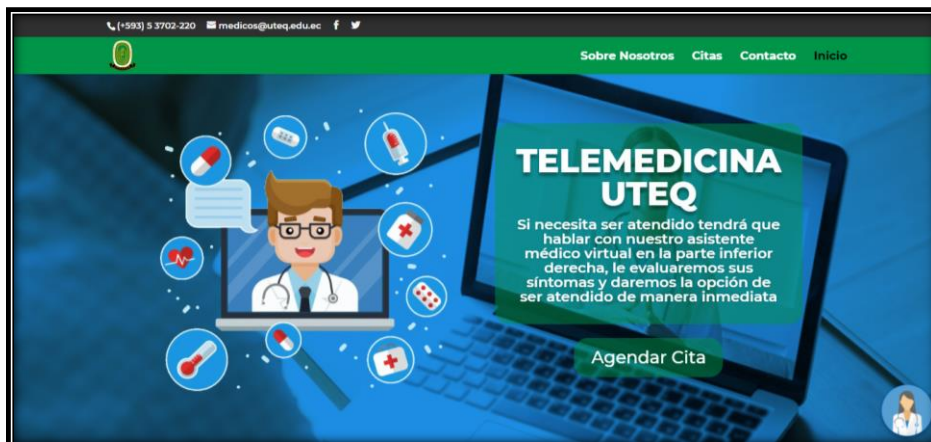 (+593) 5 3702-220 medicos@uteq.edu.ec
Sobre Nosotros Citas Contacto Inicio
TELEMEDICINA
UTEQ
Si necesita ser atendido tendrá que
hablar con nuestro asistente
médico virtual en la parte inferior
derecha, le evaluaremos sus
síntomas y daremos la opción de
ser atendido de manera inmediata
Agendar Cita